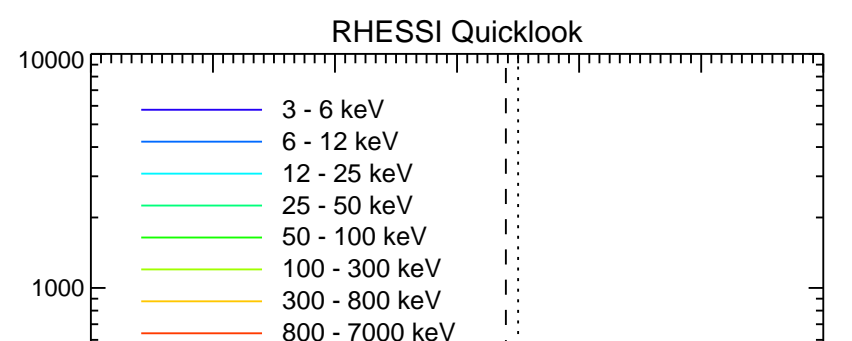 RHESSI Quicklook
10000
3 - 6 keV
6 - 12 keV
12 - 25 keV
25 - 50 keV
50 - 100 keV
100 - 300 keV
1000
300 - 800 keV
800 - 7000 keV